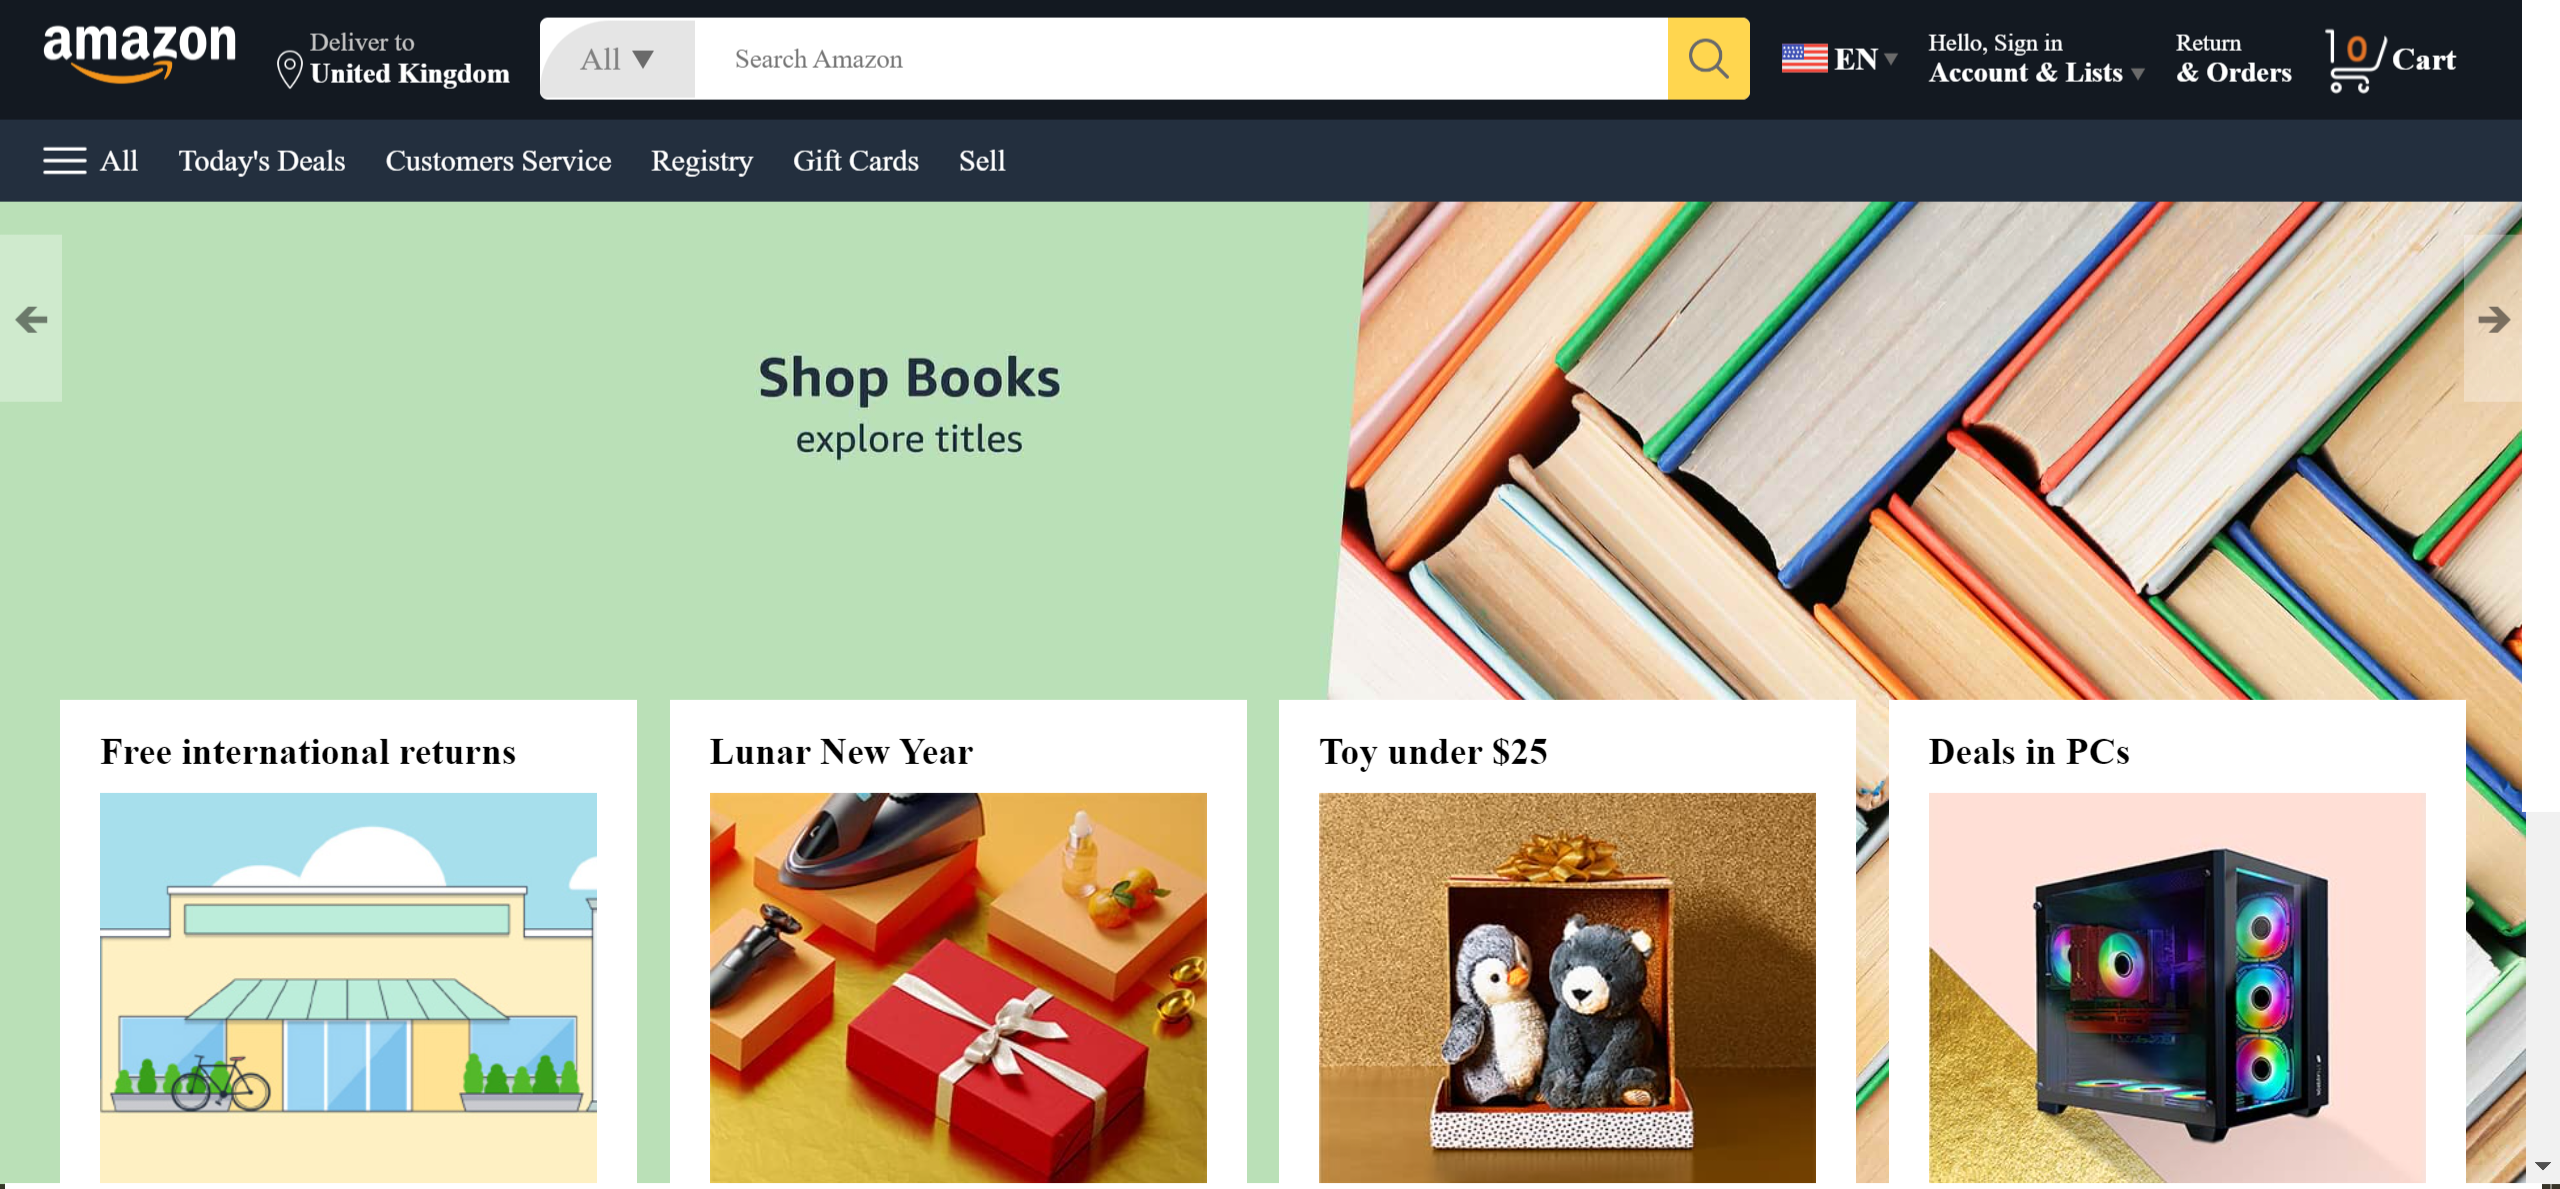 amazon
Deliver to
United Kingdom
All
Search Amazon
EN
Hello, Sign in
Account & Lists
Return
& Orders
0
Cart
All
Today's Deals
Customers Service
Registry
Gift Cards
Sell
Shop Books
explore titles
Free international returns
Lunar New Year
Toy under $25
Deals in PCs